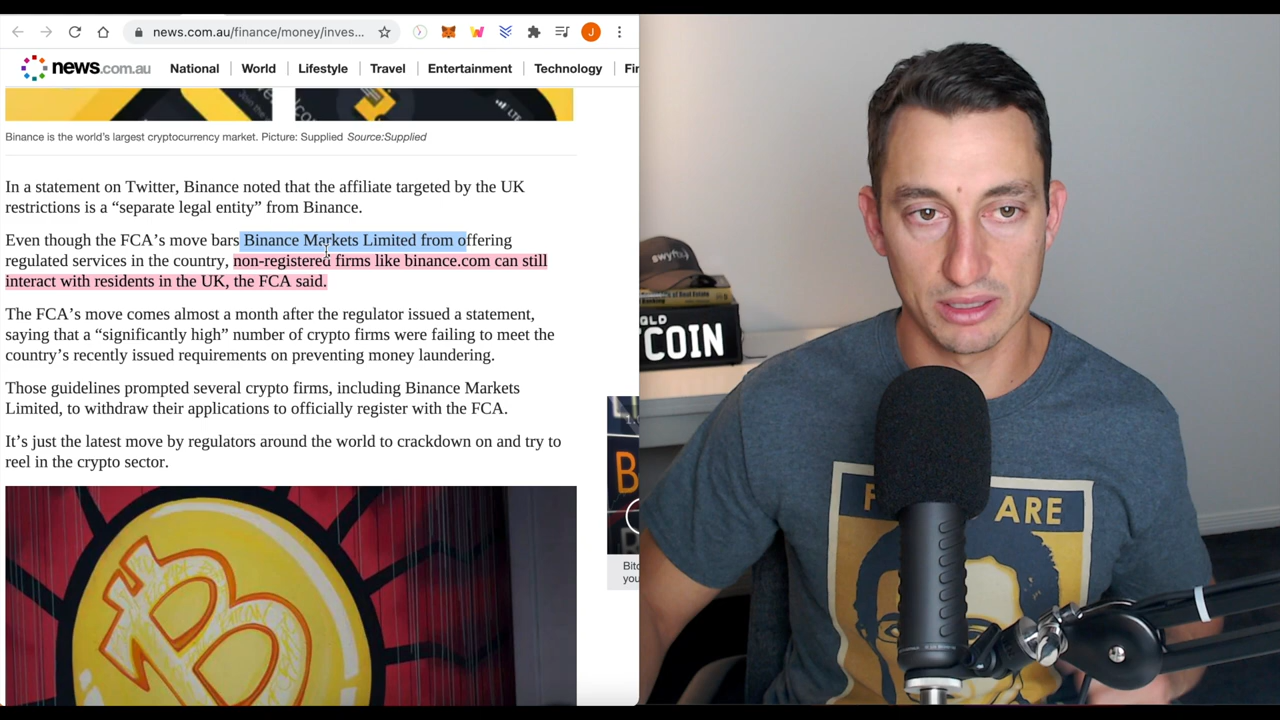 news.com.au/finance/money/inves...
J
news.com.au
National
World
Lifestyle
Travel
Entertainment
Technology
Fir
Binance is the world's largest cryptocurrency market. Picture: Supplied Source:Supplied
In a statement on Twitter, Binance noted that the affiliate targeted by the UK
restrictions is a “separate legal entity” from Binance.
Even though the FCA’s move bars Binance Markets Limited from offering
regulated services in the country, non-registered firms like binance.com can still
interact with residents in the UK, the FCA said.
The FCA’s move comes almost a month after the regulator issued a statement,
saying that a “significantly high” number of crypto firms were failing to meet the
country’s recently issued requirements on preventing money laundering.
Those guidelines prompted several crypto firms, including Binance Markets
Limited, to withdraw their applications to officially register with the FCA.
It’s just the latest move by regulators around the world to crackdown on and try to
reel in the crypto sector.
Bitc
you
swyftx
COIN
ARE